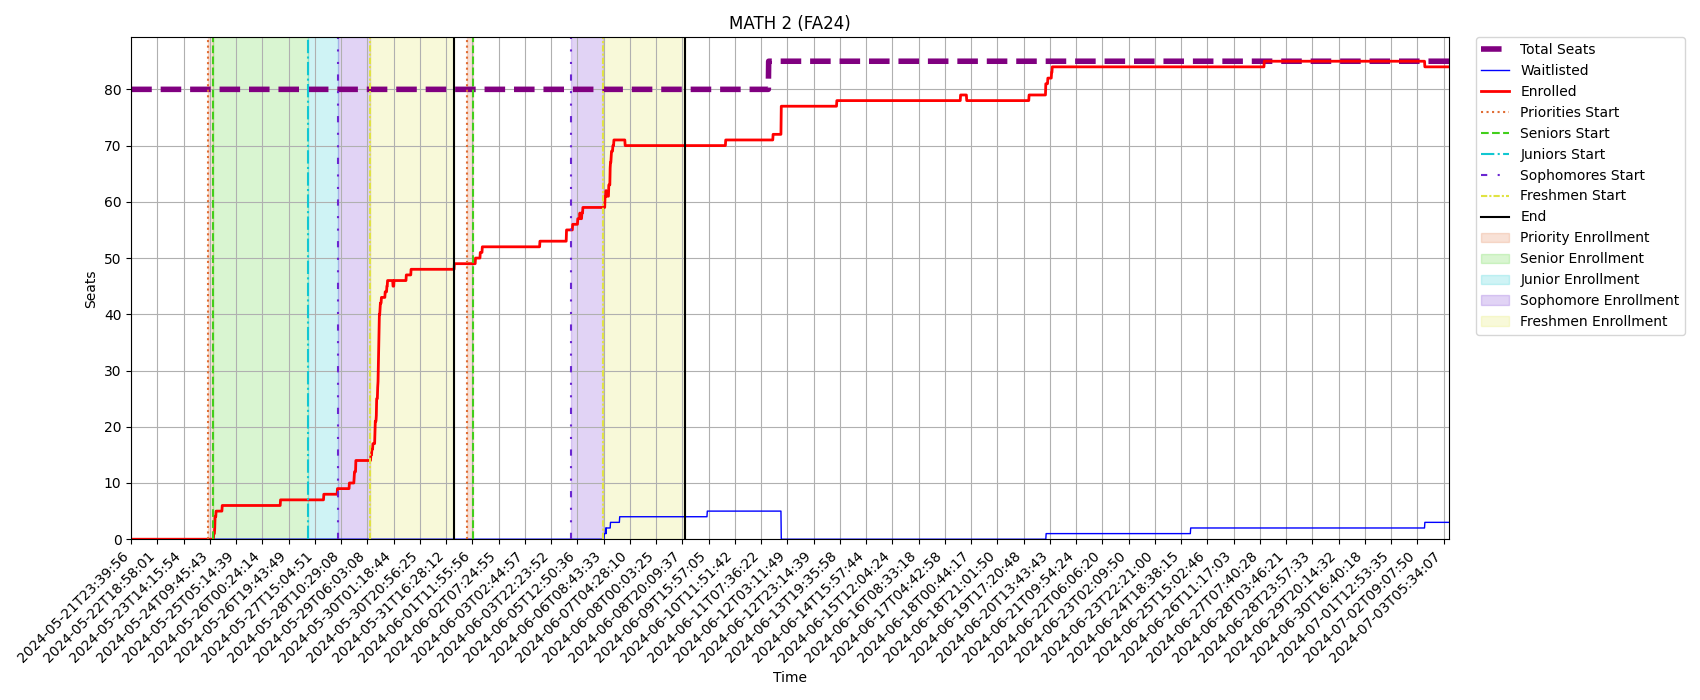 MATH 2 (FA24)
Seats
80
70
60
50
40
30
20
10
0
2024-05-21T23:39:56
2024-05-22T18:58:01
2024-05-23T14:15:54
2024-05-24T09:45:43
2024-05-25T05:14:39
2024-05-26T00:24:14
2024-05-26T19:43:49
2024-05-27T15:04:51
2024-05-28T10:29:08
2024-05-29T06:03:08
2024-05-30T01:18:44
2024-05-30T20:56:25
2024-05-31T16:28:12
2024-06-01T11:55:56
2024-06-02T07:24:55
2024-06-03T02:44:57
2024-06-03T22:23:52
2024-06-05T12:50:36
2024-06-06T08:43:33
2024-06-07T04:28:10
2024-06-08T00:03:25
2024-06-08T20:09:37
2024-06-09T15:57:05
2024-06-10T11:51:42
2024-06-11T07:36:22
2024-06-12T03:11:49
2024-06-12T23:14:39
2024-06-13T19:35:58
2024-06-14T15:57:44
2024-06-15T12:04:24
2024-06-16T08:33:18
2024-06-17T04:42:58
2024-06-18T00:44:17
2024-06-18T21:01:50
2024-06-19T17:20:48
2024-06-20T13:43:43
2024-06-21T09:54:24
2024-06-22T06:06:20
2024-06-23T02:09:50
2024-06-23T22:21:00
2024-06-24T18:38:15
2024-06-25T15:02:46
2024-06-26T11:17:03
2024-06-27T07:40:28
2024-06-28T03:46:21
2024-06-28T23:57:33
2024-06-29T20:14:32
2024-06-30T16:40:18
2024-07-01T12:53:35
2024-07-02T09:07:50
2024-07-03T05:34:07
Time
Total Seats
Waitlisted
Enrolled
Priorities Start
Seniors Start
Juniors Start
Sophomores Start
Freshmen Start
End
Priority Enrollment
Senior Enrollment
Junior Enrollment
Sophomore Enrollment
Freshmen Enrollment